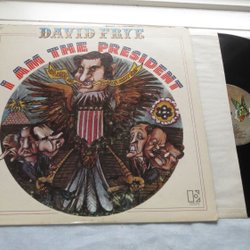 DAVID FRYE
I AM THE PRESIDENT